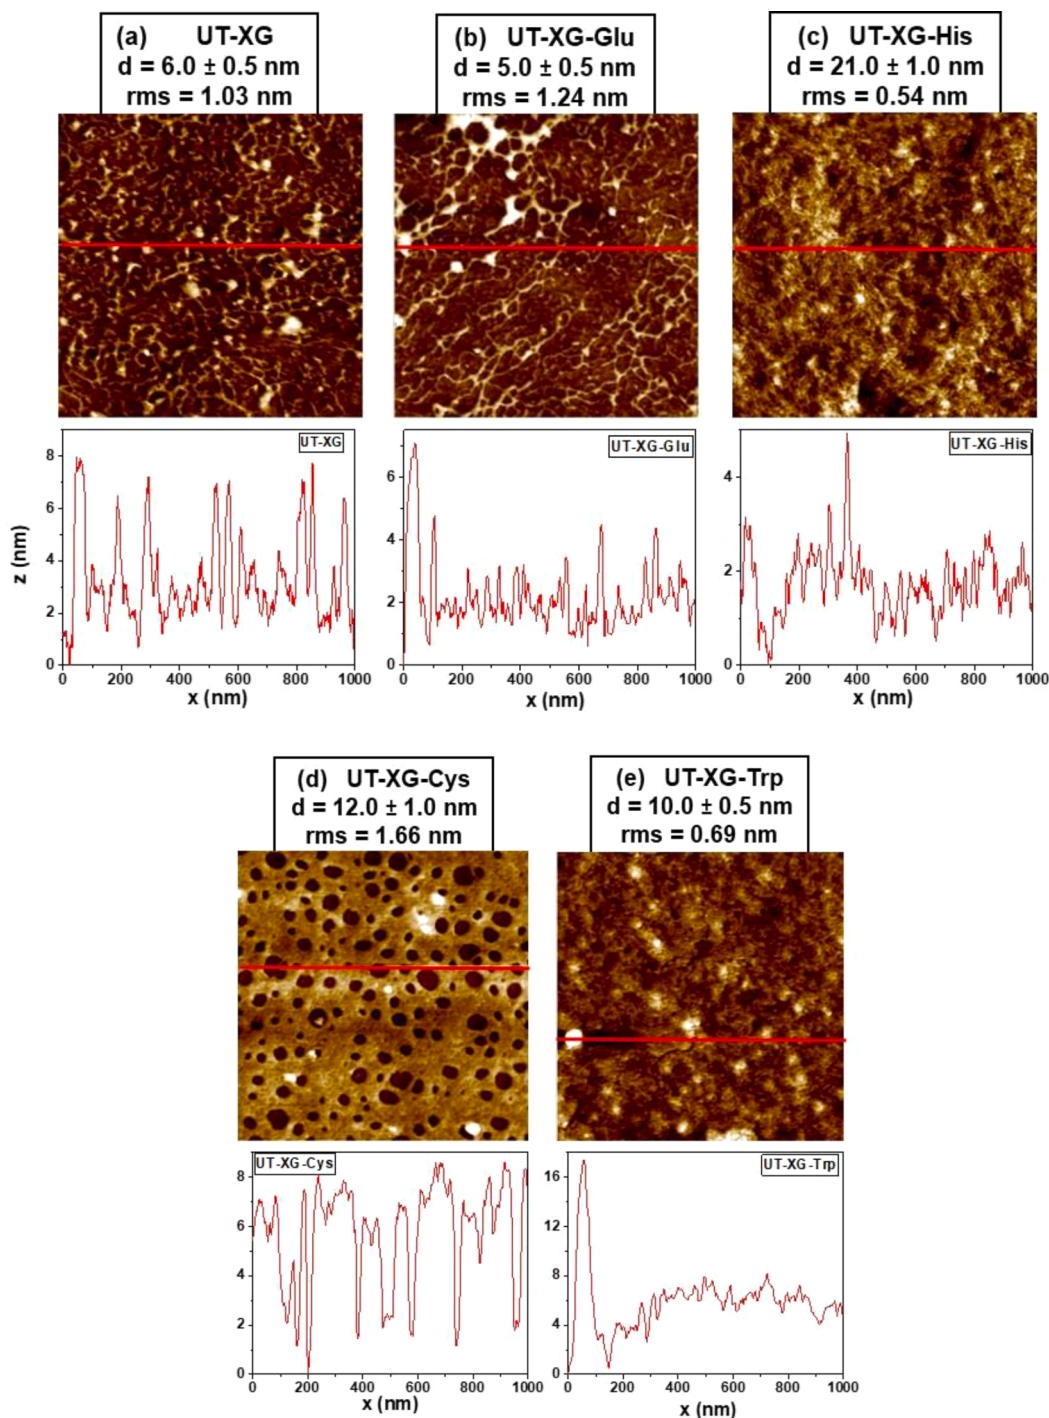 (a) UT-XG
d = 6.0 ± 0.5 nm
rms = 1.03 nm
(b) UT-XG-Glu
d = 5.0 ± 0.5 nm
rms = 1.24 nm
(c) UT-XG-His
d = 21.0 ± 1.0 nm
rms = 0.54 nm
UT-XG
z (nm)
8
6
4
2
0
0 200 400 600 800 1000
x (nm)
UT-XG-Glu
6
4
2
0
0 200 400 600 800 1000
x (nm)
UT-XG-His
4
2
0
0 200 400 600 800 1000
x (nm)
(d) UT-XG-Cys
d = 12.0 ± 1.0 nm
rms = 1.66 nm
(e) UT-XG-Trp
d = 10.0 ± 0.5 nm
rms = 0.69 nm
UT-XG-Cys
8
6
4
2
0
0 200 400 600 800 1000
x (nm)
UT-XG-Trp
16
12
8
4
0
0 200 400 600 800 1000
x (nm)